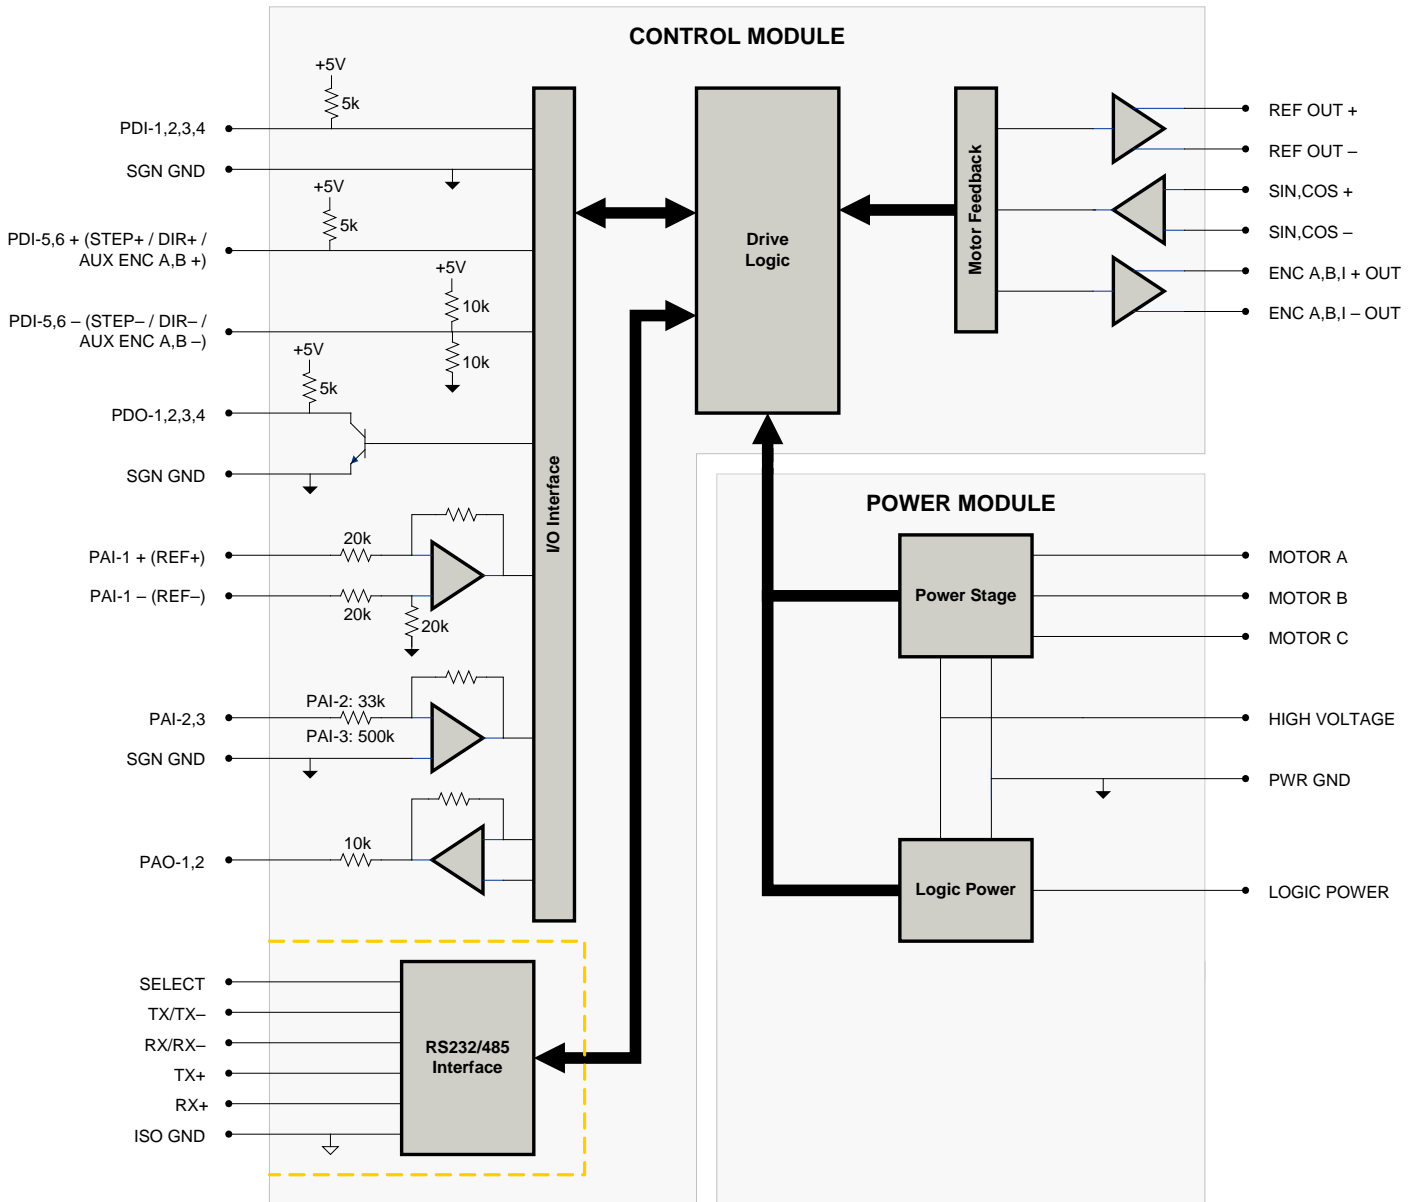 CONTROL MODULE
+5V
5k
PDI-1,2,3,4
SGN GND
+5V
5k
PDI-5,6 + (STEP+ / DIR+ /
AUX ENC A,B +)
+5V
10k
PDI-5,6 – (STEP– / DIR– /
AUX ENC A,B –)
10k
+5V
5k
PDO-1,2,3,4
SGN GND
20k
PAI-1 + (REF+)
PAI-1 – (REF–)
20k
20k
PAI-2: 33k
PAI-2,3
PAI-3: 500k
SGN GND
10k
PAO-1,2
I/O Interface
Drive
Logic
Motor Feedback
REF OUT +
REF OUT –
SIN,COS +
SIN,COS –
ENC A,B,I + OUT
ENC A,B,I – OUT
POWER MODULE
Power Stage
MOTOR A
MOTOR B
MOTOR C
HIGH VOLTAGE
PWR GND
Logic Power
LOGIC POWER
SELECT
TX/TX–
RX/RX–
TX+
RX+
ISO GND
RS232/485
Interface